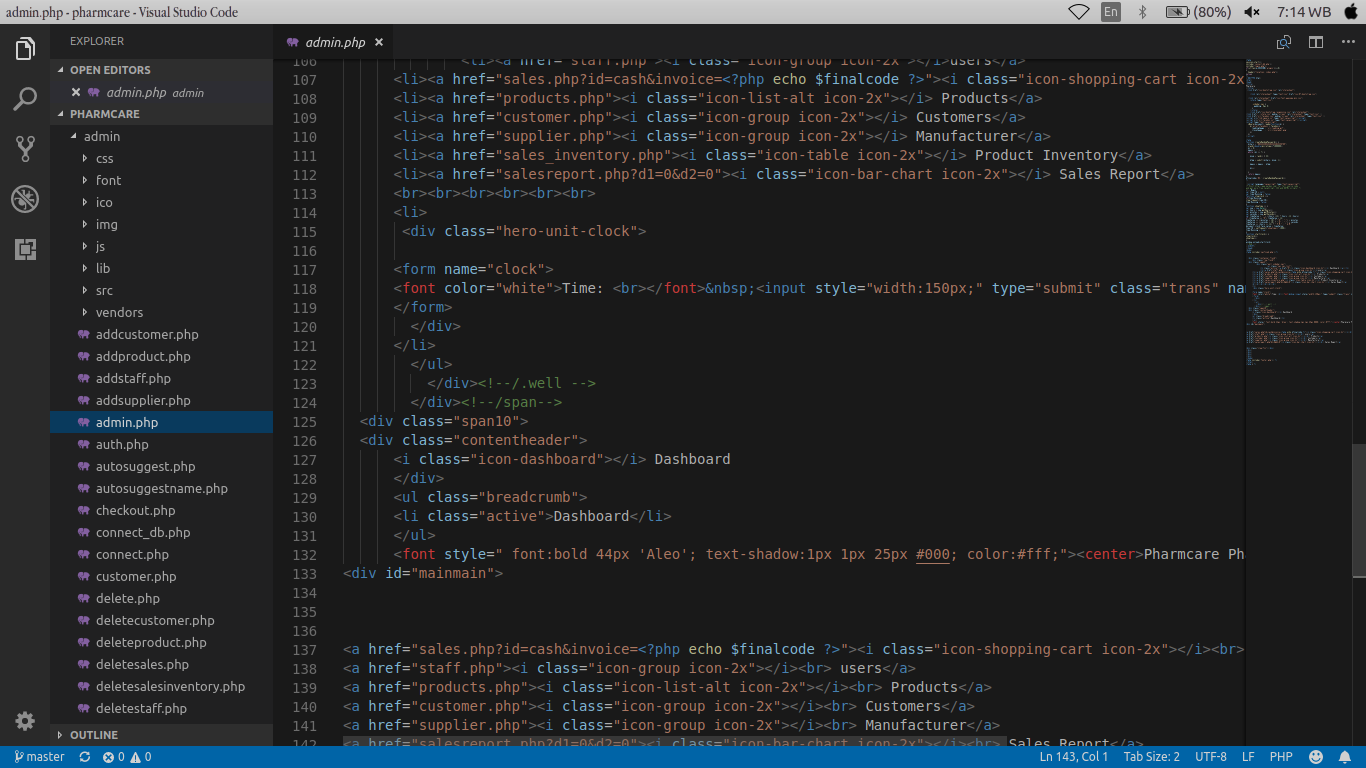 admin.php - pharmcare - Visual Studio Code
En
(80%)
7:14 WB
EXPLORER
OPEN EDITORS
admin.php admin
PHARMCARE
admin
css
font
ico
img
js
lib
src
vendors
addcustomer.php
addproduct.php
addstaff.php
addsupplier.php
admin.php
auth.php
autosuggest.php
autosuggestname.php
checkout.php
connect_db.php
connect.php
customer.php
delete.php
deletecustomer.php
deleteproduct.php
deletesales.php
deletesalesinventory.php
deletestaff.php
OUTLINE
admin.php
106 <li><a href="staff.php"><i class="icon-group icon-2x"></i>users</a>
107 <li><a href="sales.php?id=cash&invoice=<?php echo $finalcode ?>"><i class="icon-shopping-cart icon-2x
108 <li><a href="products.php"><i class="icon-list-alt icon-2x"></i> Products</a>
109 <li><a href="customer.php"><i class="icon-group icon-2x"></i> Customers</a>
110 <li><a href="supplier.php"><i class="icon-group icon-2x"></i> Manufacturer</a>
111 <li><a href="sales_inventory.php"><i class="icon-table icon-2x"></i> Product Inventory</a>
112 <li><a href="salesreport.php?d1=0&d2=0"><i class="icon-bar-chart icon-2x"></i> Sales Report</a>
113 <br><br><br><br><br><br>
114 <li>
115 <div class="hero-unit-clock">
116
117 <form name="clock">
118 <font color="white">Time: <br></font>&nbsp;<input style="width:150px;" type="submit" class="trans" na
119 </form>
120 </div>
121 </li>
122 </ul>
123 </div><!--/.well -->
124 </div><!--/span-->
125 <div class="span10">
126 <div class="contentheader">
127 <i class="icon-dashboard"></i> Dashboard
128 </div>
129 <ul class="breadcrumb">
130 <li class="active">Dashboard</li>
131 </ul>
132 <font style=" font:bold 44px 'Aleo'; text-shadow:1px 1px 25px #000; color:#fff;"><center>Pharmcare Ph
133 <div id="mainmain">
134
135
136
137 <a href="sales.php?id=cash&invoice=<?php echo $finalcode ?>"><i class="icon-shopping-cart icon-2x"></i><br>
138 <a href="staff.php"><i class="icon-group icon-2x"></i><br> users</a>
139 <a href="products.php"><i class="icon-list-alt icon-2x"></i><br> Products</a>
140 <a href="customer.php"><i class="icon-group icon-2x"></i><br> Customers</a>
141 <a href="supplier.php"><i class="icon-group icon-2x"></i><br> Manufacturer</a>
142 <a href="salesreport.php?d1=0&d2=0"><i class="icon-bar-chart icon-2x"></i><br> Sales Report</a>
master
0
0
Ln 143, Col 1
Tab Size: 2
UTF-8
LF
PHP